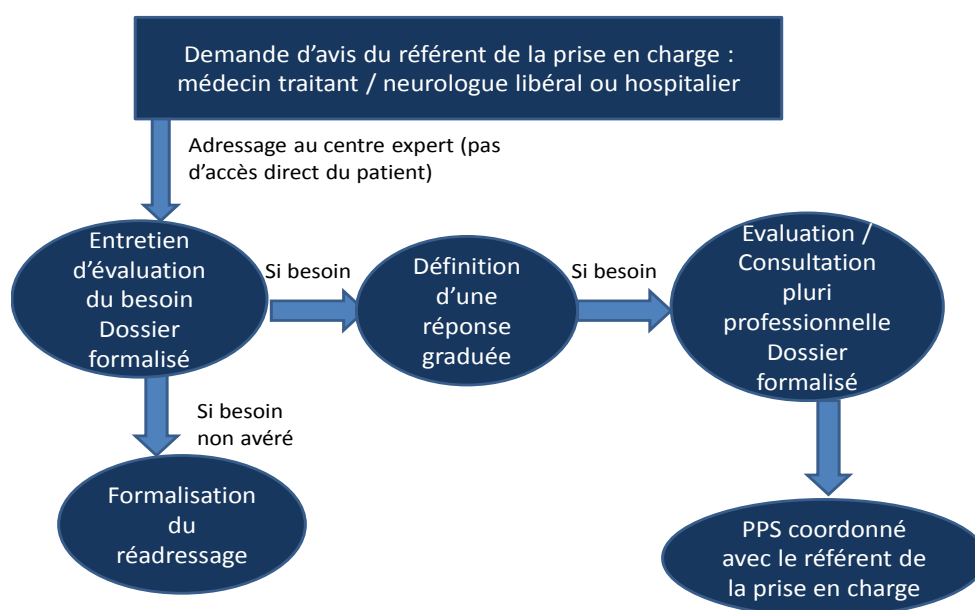 Demande d'avis du référent de la prise en charge :
médecin traitant / neurologue libéral ou hospitalier
Adressage au centre expert (pas
d'accès direct du patient)
Entretien
d'évaluation
du besoin
Dossier
formalisé
Si besoin
Définition
d'une
réponse
graduée
Si besoin
Evaluation /
Consultation
pluri
professionnelle
Dossier
formalisé
Si besoin
non avéré
Formalisation
du
réadressage
PPS coordonné
avec le référent de
la prise en charge